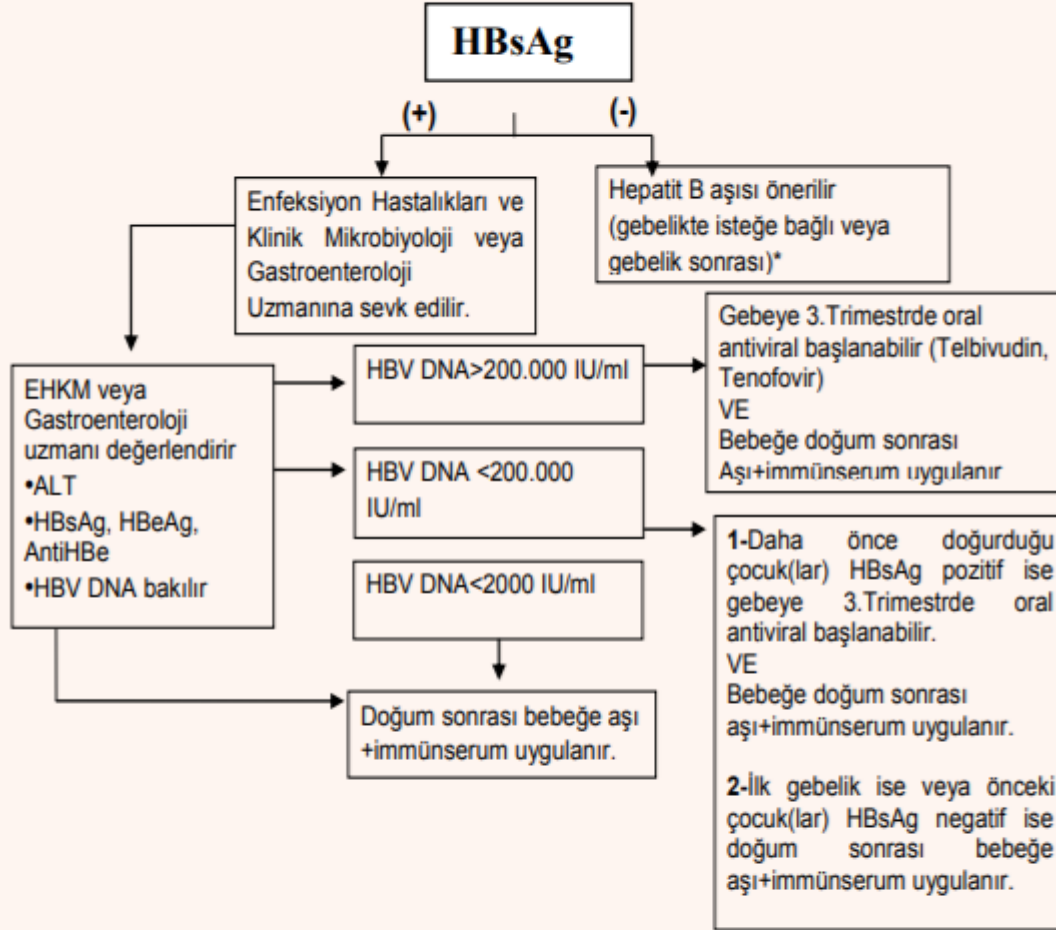 HBsAg
(+)
(-)
Enfeksiyon Hastalıkları ve
Klinik Mikrobiyoloji veya
Gastroenteroloji
Uzmanına sevk edilir.
Hepatit B aşısı önerilir
(gebelikte isteğe bağlı veya
gebelik sonrası)*
EHKM veya
Gastroenteroloji
uzmanı değerlendirir
•ALT
•HBsAg, HBeAg,
AntiHBe
•HBV DNA bakılır
HBV DNA>200.000 IU/ml
Gebeye 3.Trimestrde oral
antiviral başlanabilir (Telbivudin,
Tenofovir)
VE
Bebeğe doğum sonrası
Aşı+immünserum uygulanır
HBV DNA <200.000
IU/ml
1-Daha önce doğurduğu
çocuk(lar) HBsAg pozitif ise
gebeye 3.Trimestrde oral
antiviral başlanabilir.
VE
Bebeğe doğum sonrası
aşı+immünserum uygulanır.
2-İlk gebelik ise veya önceki
çocuk(lar) HBsAg negatif ise
doğum sonrası bebeğe
aşı+immünserum uygulanır.
HBV DNA<2000 IU/ml
Doğum sonrası bebeğe aşı
+immünserum uygulanır.